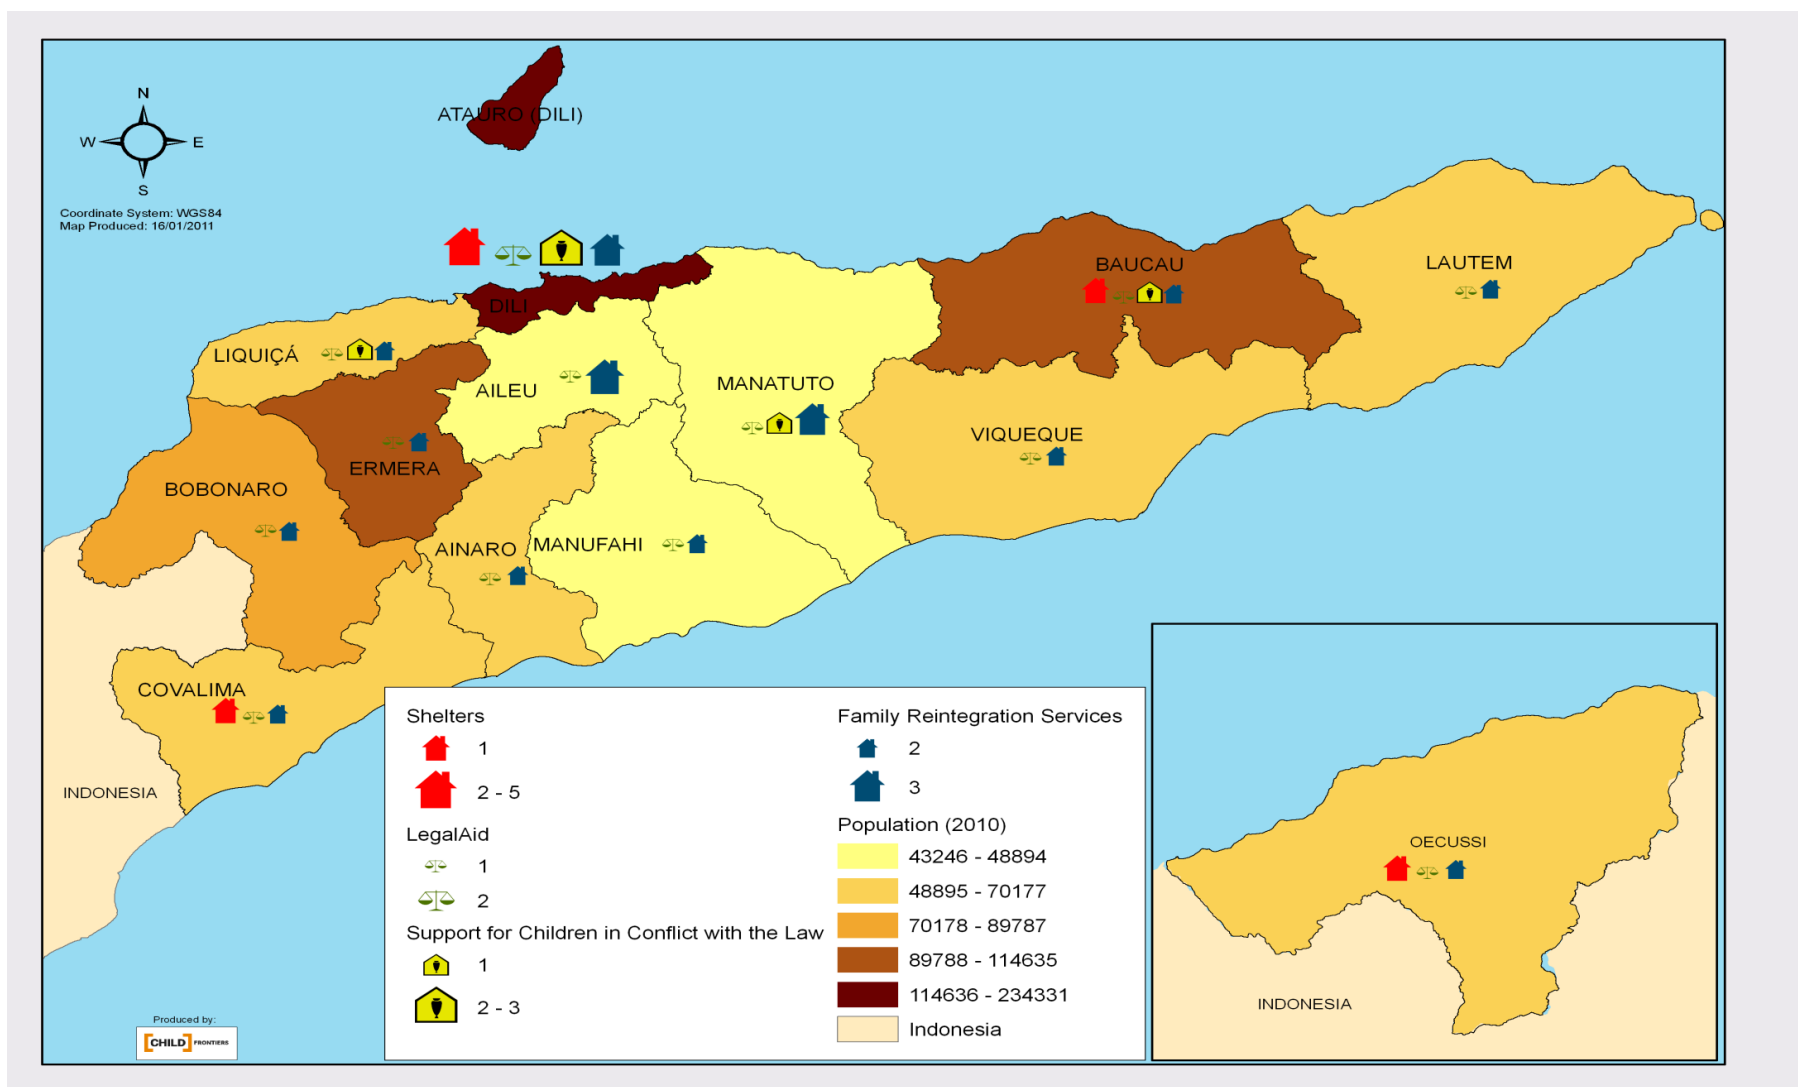 ATAURO (DILI)
N
W
E
S
Coordinate System: WGS84
Map Produced: 16/01/2011
DILI
BAUCAU
LAUTEM
LIQUIÇÁ
AILEU
MANATUTO
VIQUEQUE
ERMERA
BOBONARO
AINARO
MANUFAHI
COVALIMA
INDONESIA
Shelters
1
2 - 5
LegalAid
1
2
Support for Children in Conflict with the Law
1
2 - 3
Family Reintegration Services
2
3
Population (2010)
43246 - 48894
48895 - 70177
70178 - 89787
89788 - 114635
114636 - 234331
Indonesia
OECUSSI
INDONESIA
Produced by:
[CHILD] FRONTIERS